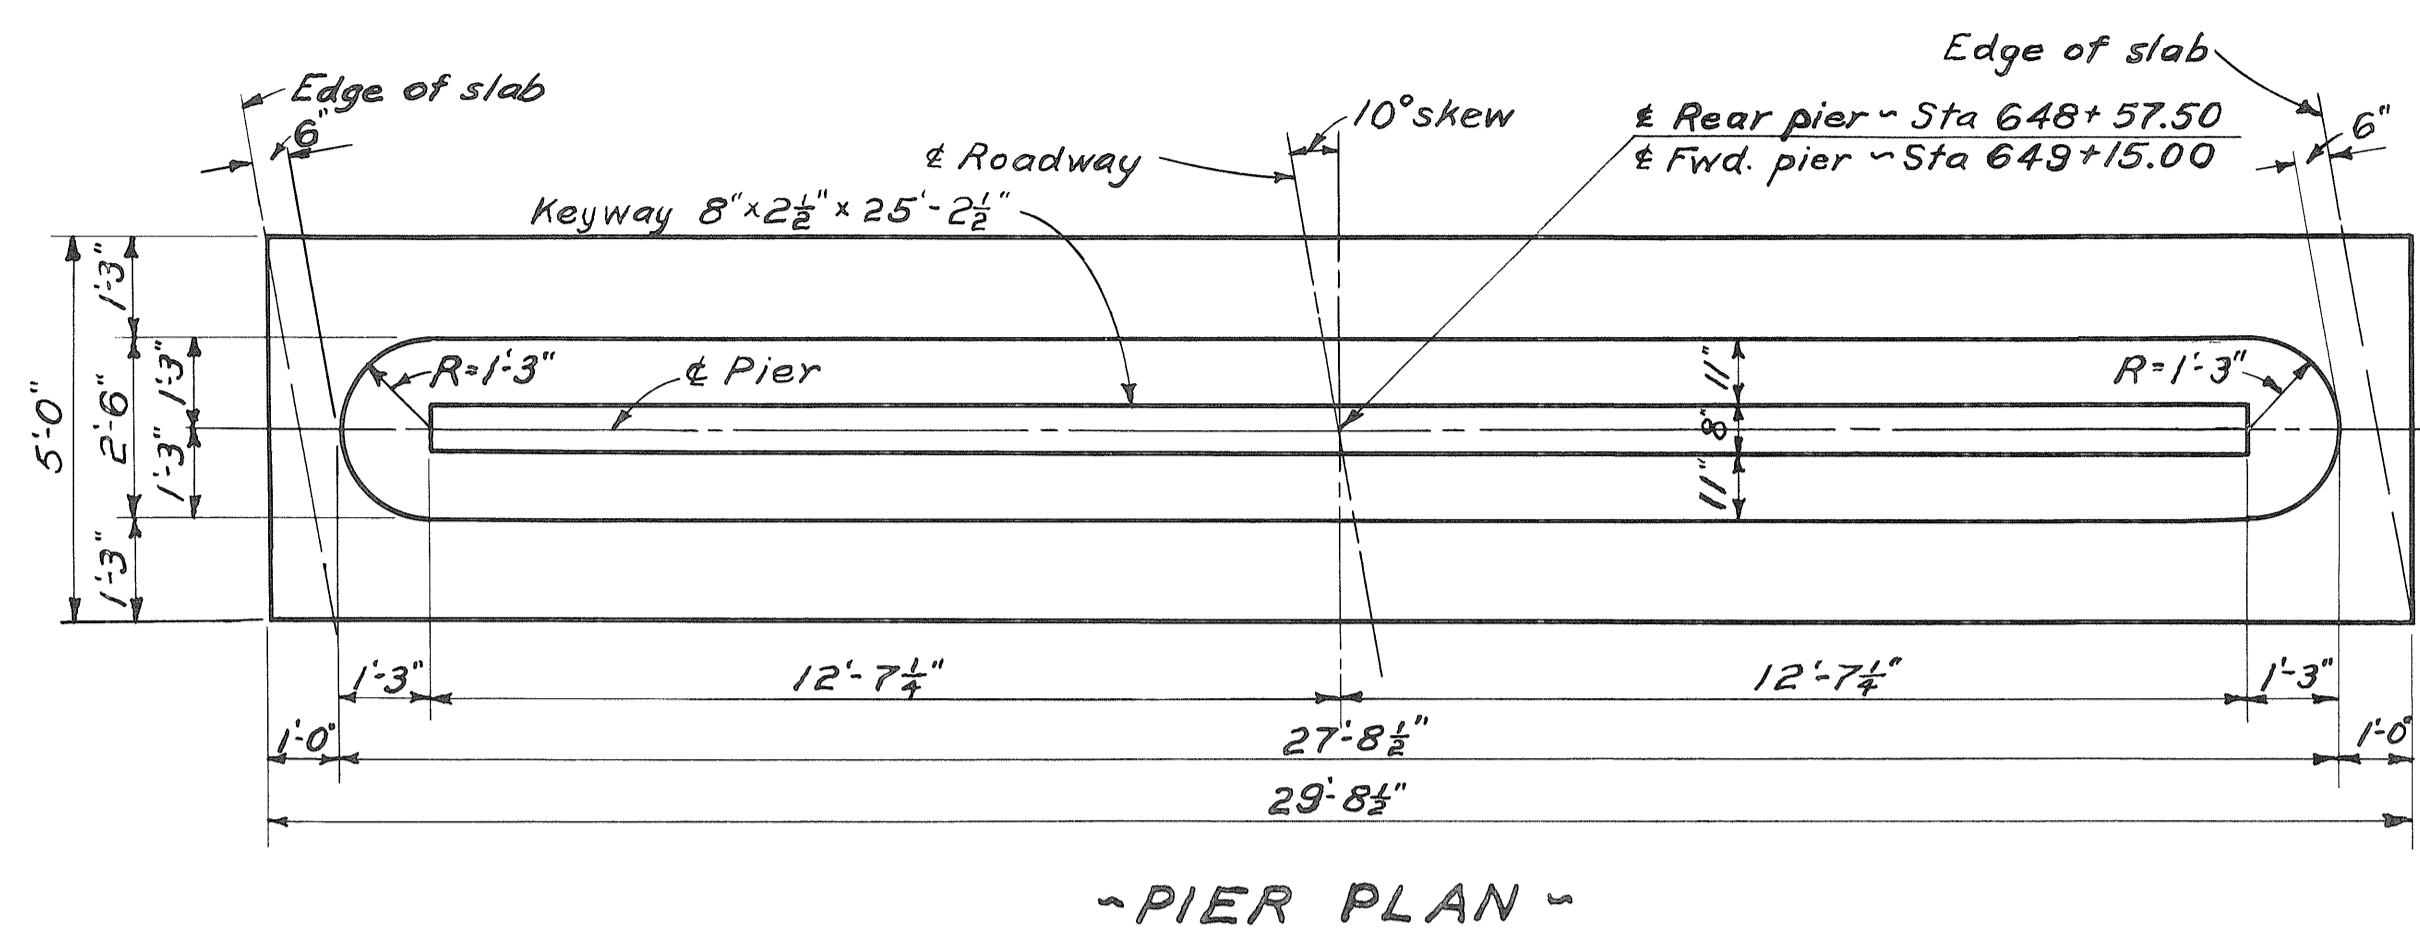 Edge of slab
Edge of slab
6"
10° skew
℄ Rear pier ~ Sta 648+57.50
6"
℄ Roadway
℄ Fwd. pier ~ Sta 649+15.00
Keyway 8" x 2½" x 25'-2½"
1'-3"
5'-0"
2'-6"
1'-3"
1'-3"
1'-3"
R=1'-3"
℄ Pier
11"
8"
11"
R=1'-3"
1'-3"
12'-7¼"
12'-7¼"
1'-3"
1'-0"
27'-8½"
1'-0"
29'-8½"
~PIER PLAN~